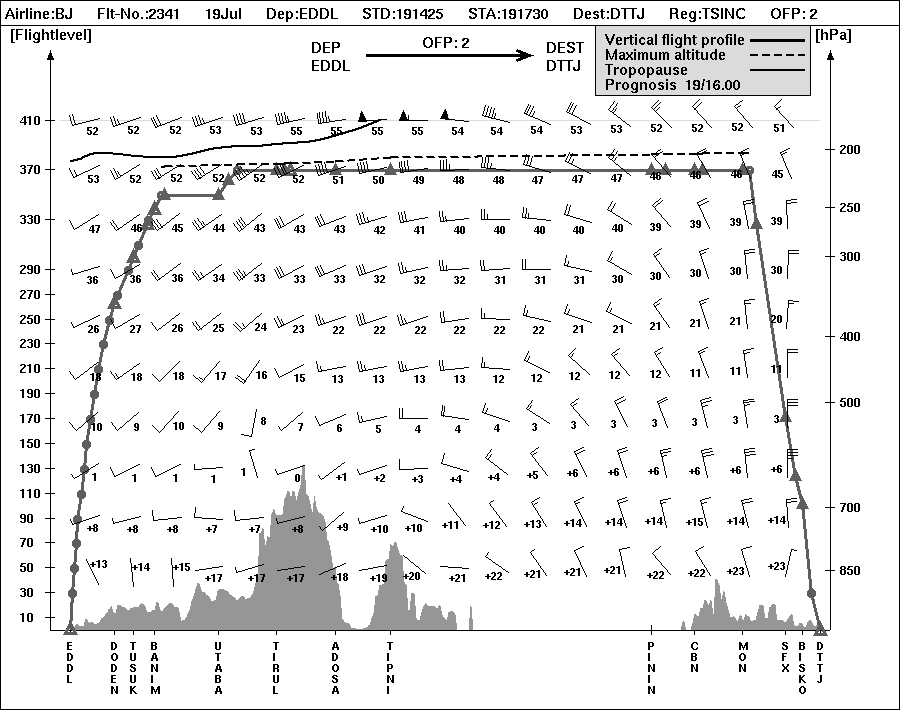 Airline:BJ Flt-No.:2341 19Jul Dep:EDDL STD:191425 STA:191730 Dest:DTTJ Reg:TSINC OFP: 2
[Flightlevel] [hPa]
DEP OFP: 2 DEST
EDDL DTTJ
Vertical flight profile
Maximum altitude
Tropopause
Prognosis 19/16.00
410 52 52 52 53 53 55 55 55 55 54 54 54 53 52 52 52 51
200
370 53 52 52 52 52 52 51 50 49 48 48 47 47 47 46 46 46 45
250
330 47 46 45 44 43 43 43 42 41 40 40 40 40 40 39 39 39 39
300
290 36 36 36 34 33 33 33 32 32 32 31 31 31 30 30 30 30 30
270
250 26 27 26 25 24 23 22 22 22 22 22 22 21 21 21 21 21 20
230 400
210 18 18 18 17 16 15 13 13 13 13 12 12 12 12 12 11 11 11
190
170 10 9 10 9 8 7 6 5 4 4 4 3 3 3 3 3 3 3
500
150
130 1 1 1 1 1 0 +1 +2 +3 +4 +4 +5 +6 +6 +6 +6 +6 +6
110
90 +8 +8 +8 +7 +7 +8 +9 +10 +10 +11 +12 +13 +14 +14 +14 +15 +14 +14
700
70
50 +13 +14 +15 +17 +17 +17 +18 +19 +20 +21 +22 +21 +21 +21 +22 +22 +23 +23
850
30
10
EDDL
DODEN
TUSUK
BANIM
UTABA
TIRUL
ADOSA
TIPNI
PININ
CBN
MON
SFX
BISKO
DTTJ